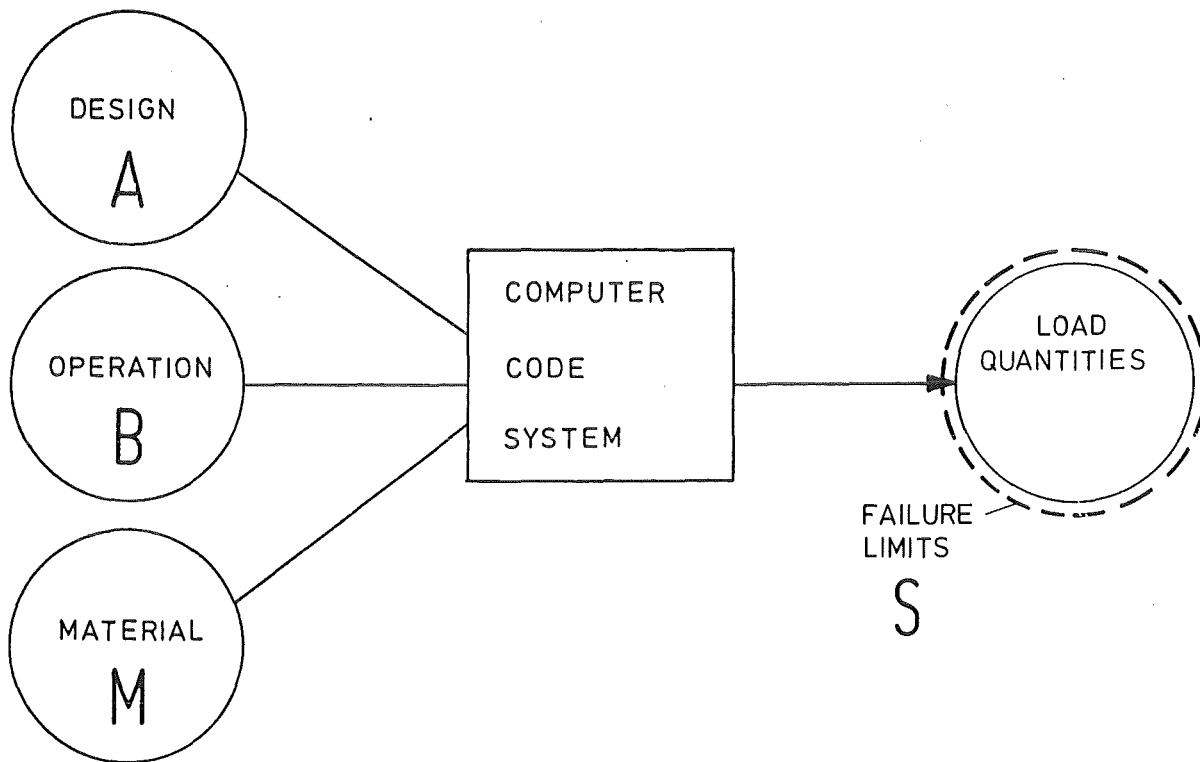 DESIGN
A
OPERATION
B
MATERIAL
M
COMPUTER
CODE
SYSTEM
LOAD
QUANTITIES
FAILURE
LIMITS
S